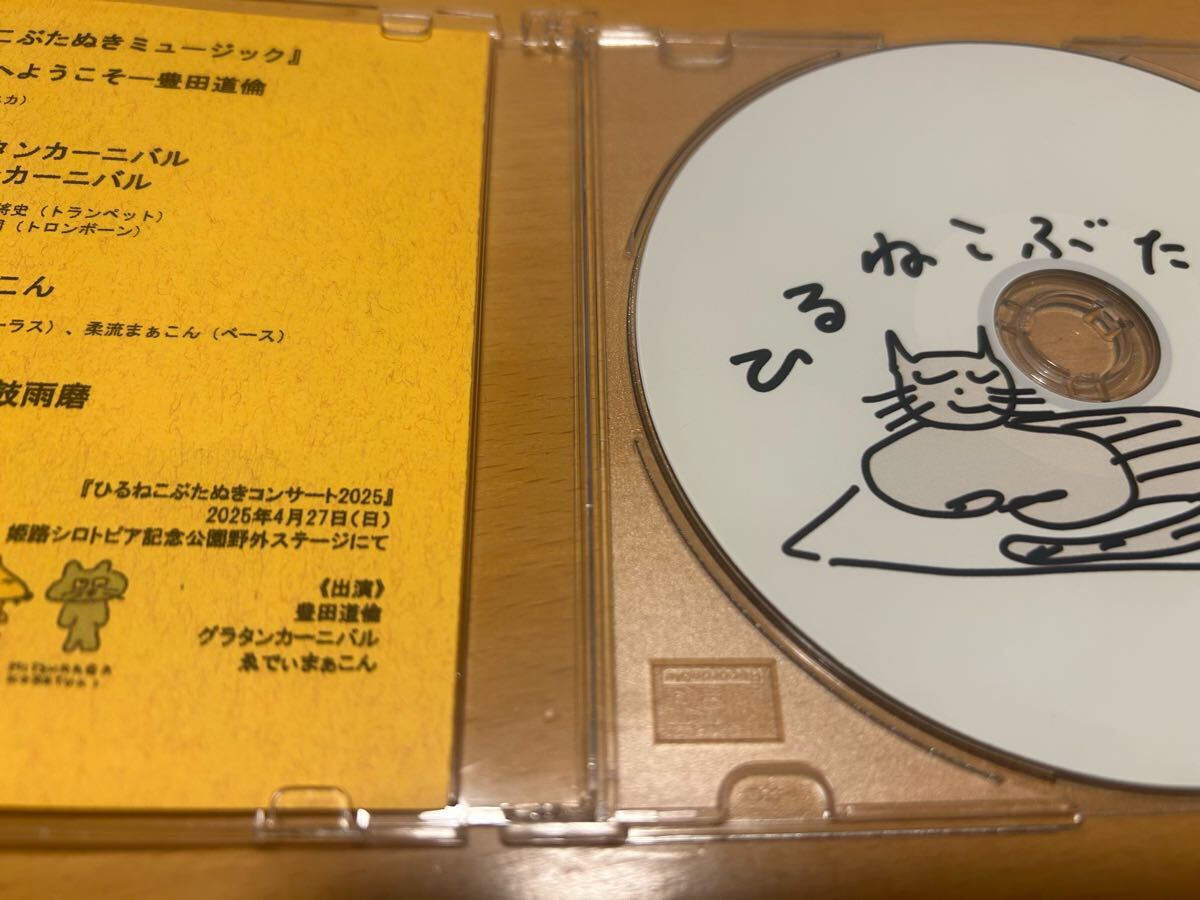 こぶたぬきミュージック』
へようこそー豊田道倫
カ）
タンカーニバル
カーニバル
将史（トランペット）
（トロンボーン）
こん
ーラス）、柔流まぁこん（ベース）
鼓雨磨
『ひるねこぶたぬきコンサート2025』
2025年4月27日（日）
姫路シロトピア記念公園野外ステージにて
《出演》
豊田道倫
グラタンカーニバル
ゑでぃまぁこん
ひるねこぶた
Recordable